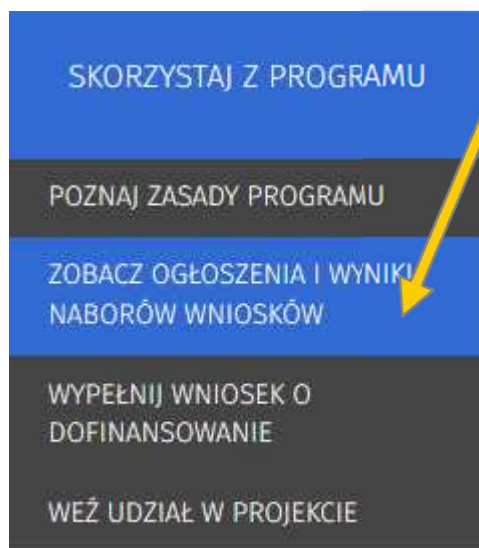 SKORZYSTAJ Z PROGRAMU
POZNAJ ZASADY PROGRAMU
ZOBACZ OGŁOSZENIA I WYNIKI
NABORÓW WNIOSKÓW
WYPEŁNIJ WNIOSEK O
DOFINANSOWANIE
WEŹ UDZIAŁ W PROJEKCIE